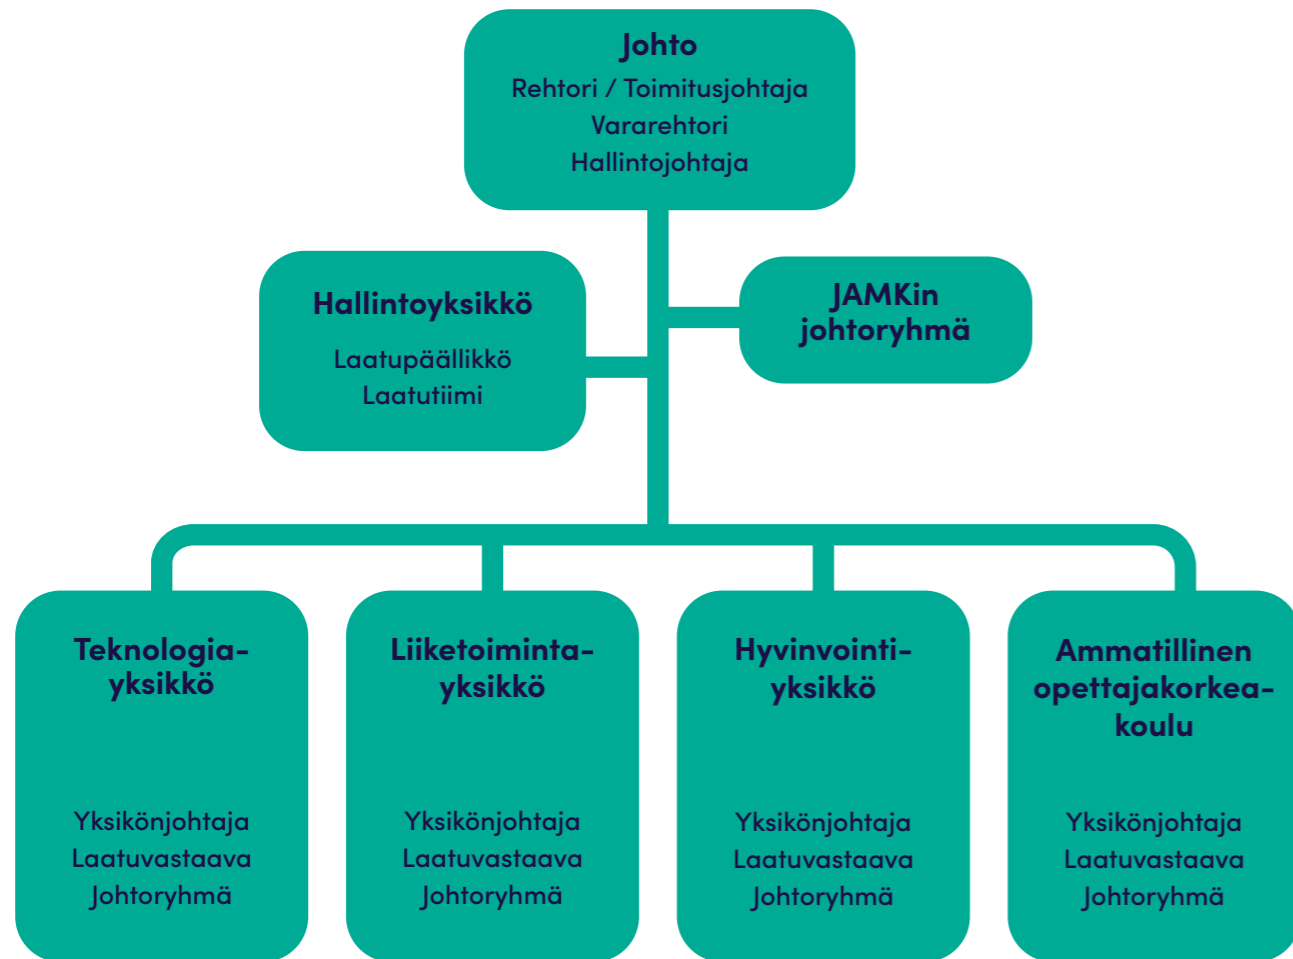 Johto
Rehtori / Toimitusjohtaja
Vararehtori
Hallintojohtaja
Hallintoyksikkö
Laatupäällikkö
Laatutiimi
JAMKin
johtoryhmä
Teknologia-
yksikkö
Yksikönjohtaja
Laatuvastaava
Johtoryhmä
Liiketoiminta-
yksikkö
Yksikönjohtaja
Laatuvastaava
Johtoryhmä
Hyvinvointi-
yksikkö
Yksikönjohtaja
Laatuvastaava
Johtoryhmä
Ammatillinen
opettajakorkea-
koulu
Yksikönjohtaja
Laatuvastaava
Johtoryhmä